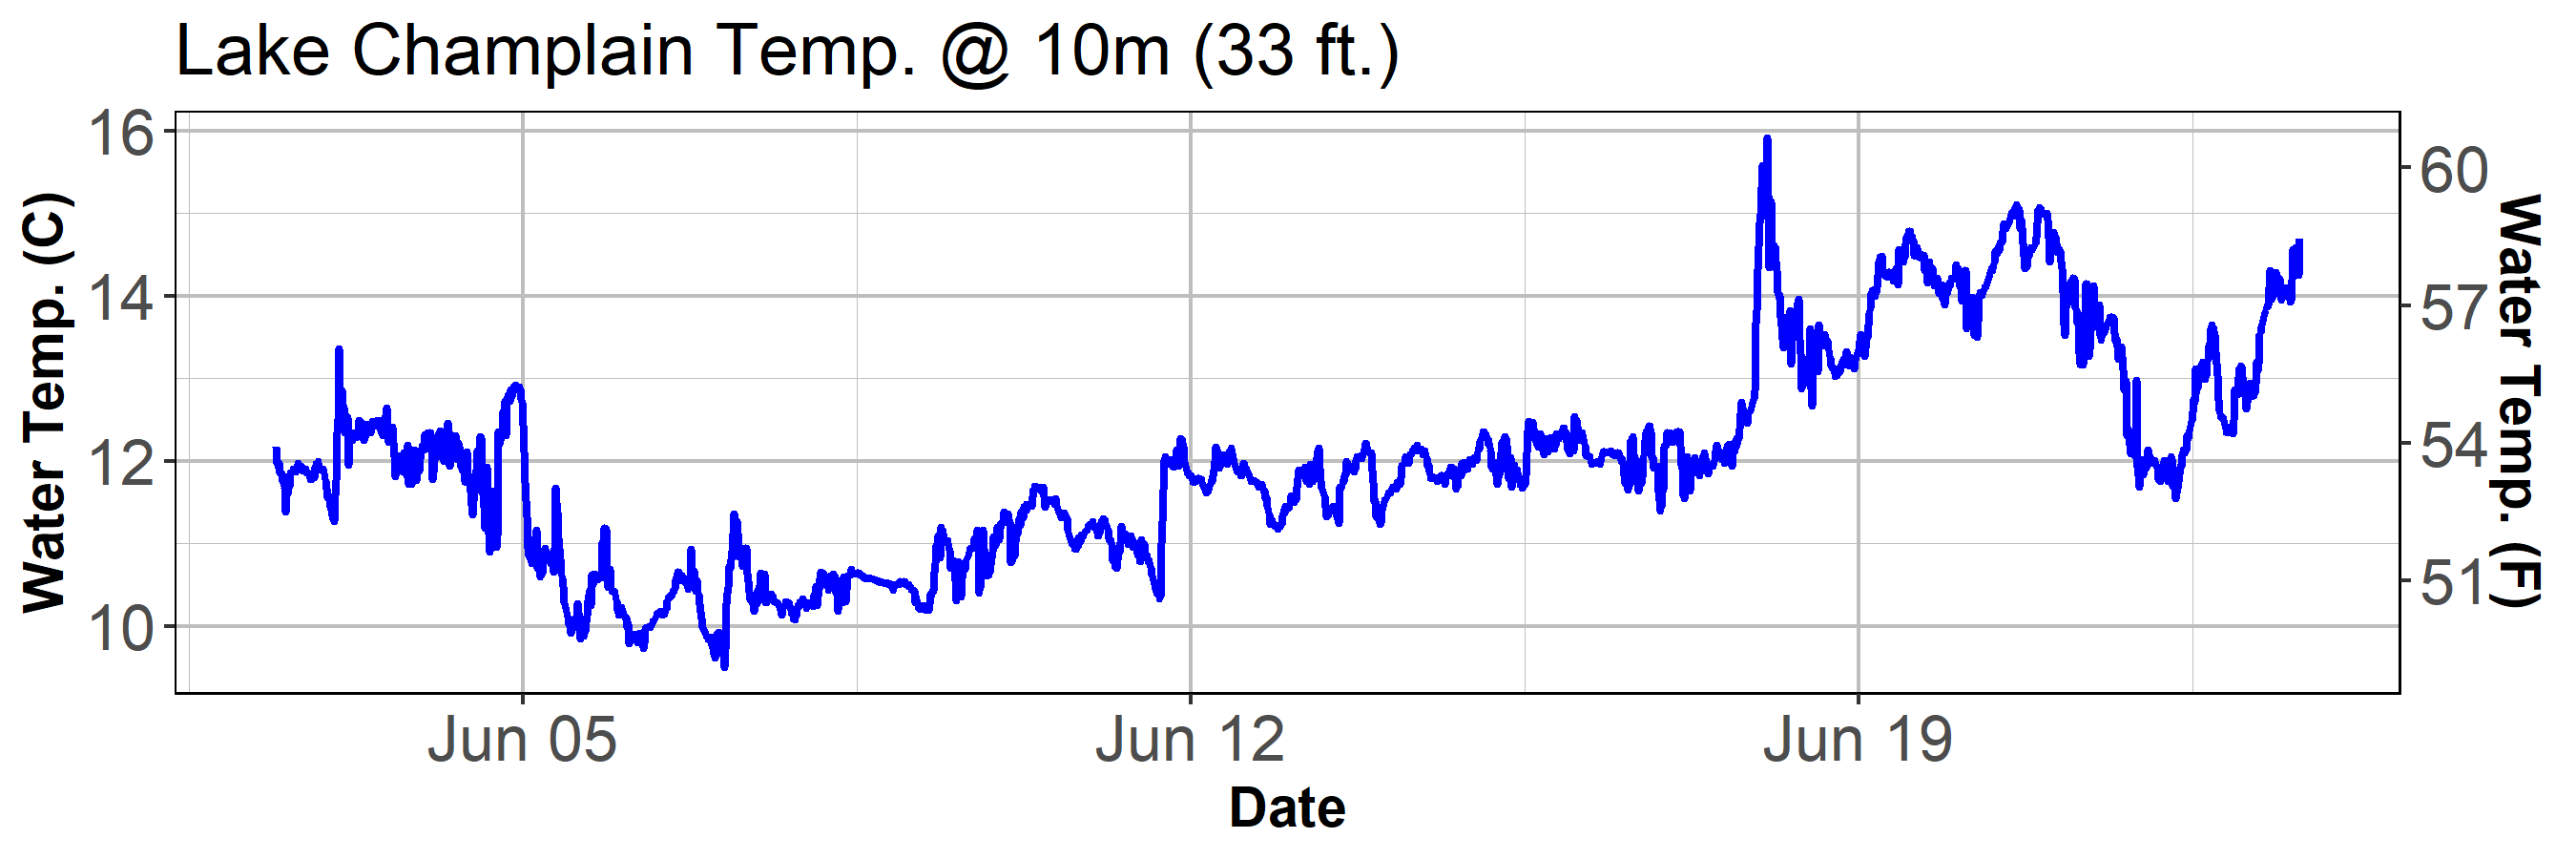 Lake Champlain Temp. @ 10m (33 ft.)
Water Temp. (C)
16
14
12
10
60
57
54
51
Water Temp. (F)
Jun 05
Jun 12
Jun 19
Date